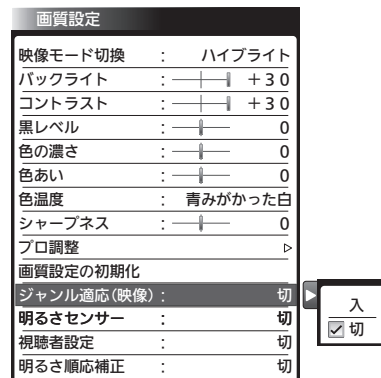 画質設定
映像モード切換 : ハイブライト
バックライト : +30
コントラスト : +30
黒レベル : 0
色の濃さ : 0
色あい : 0
色温度 : 青みがかった白
シャープネス : 0
プロ調整
画質設定の初期化
ジャンル適応(映像) : 切
入
切
明るさセンサー : 切
視聴者設定 : 切
明るさ順応補正 : 切